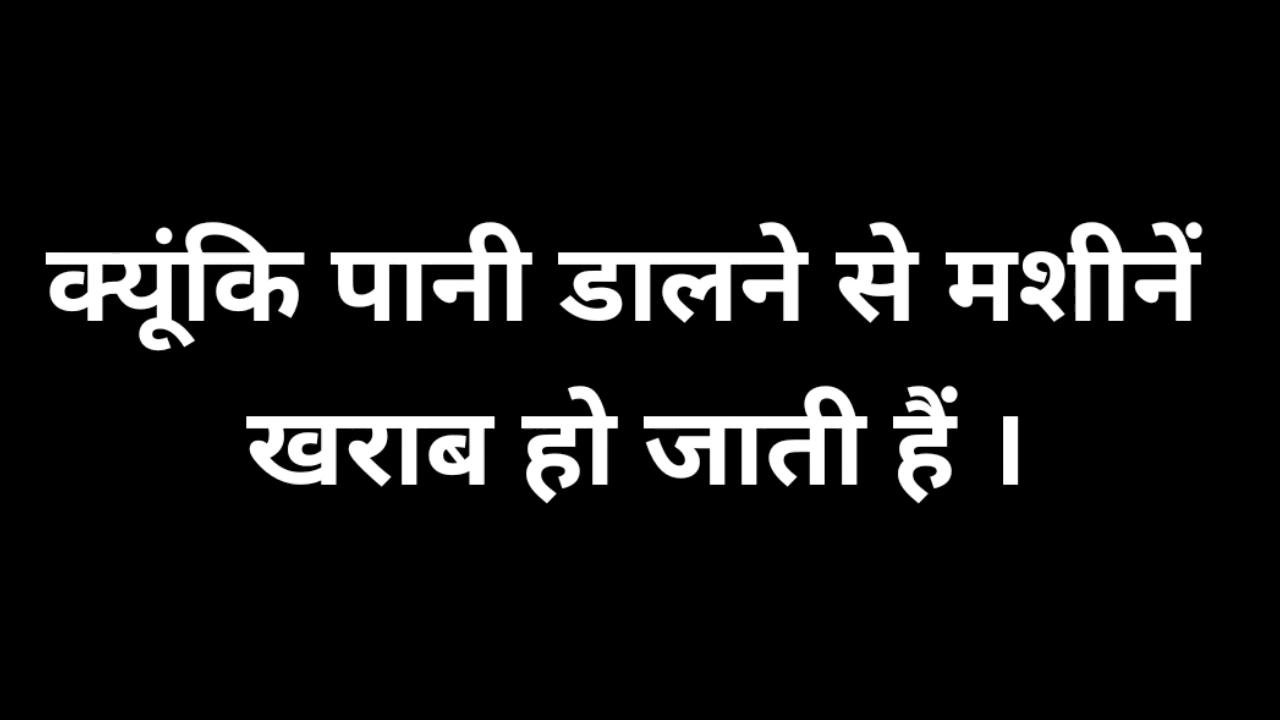 क्यूंकि पानी डालने से मशीनें
खराब हो जाती हैं ।